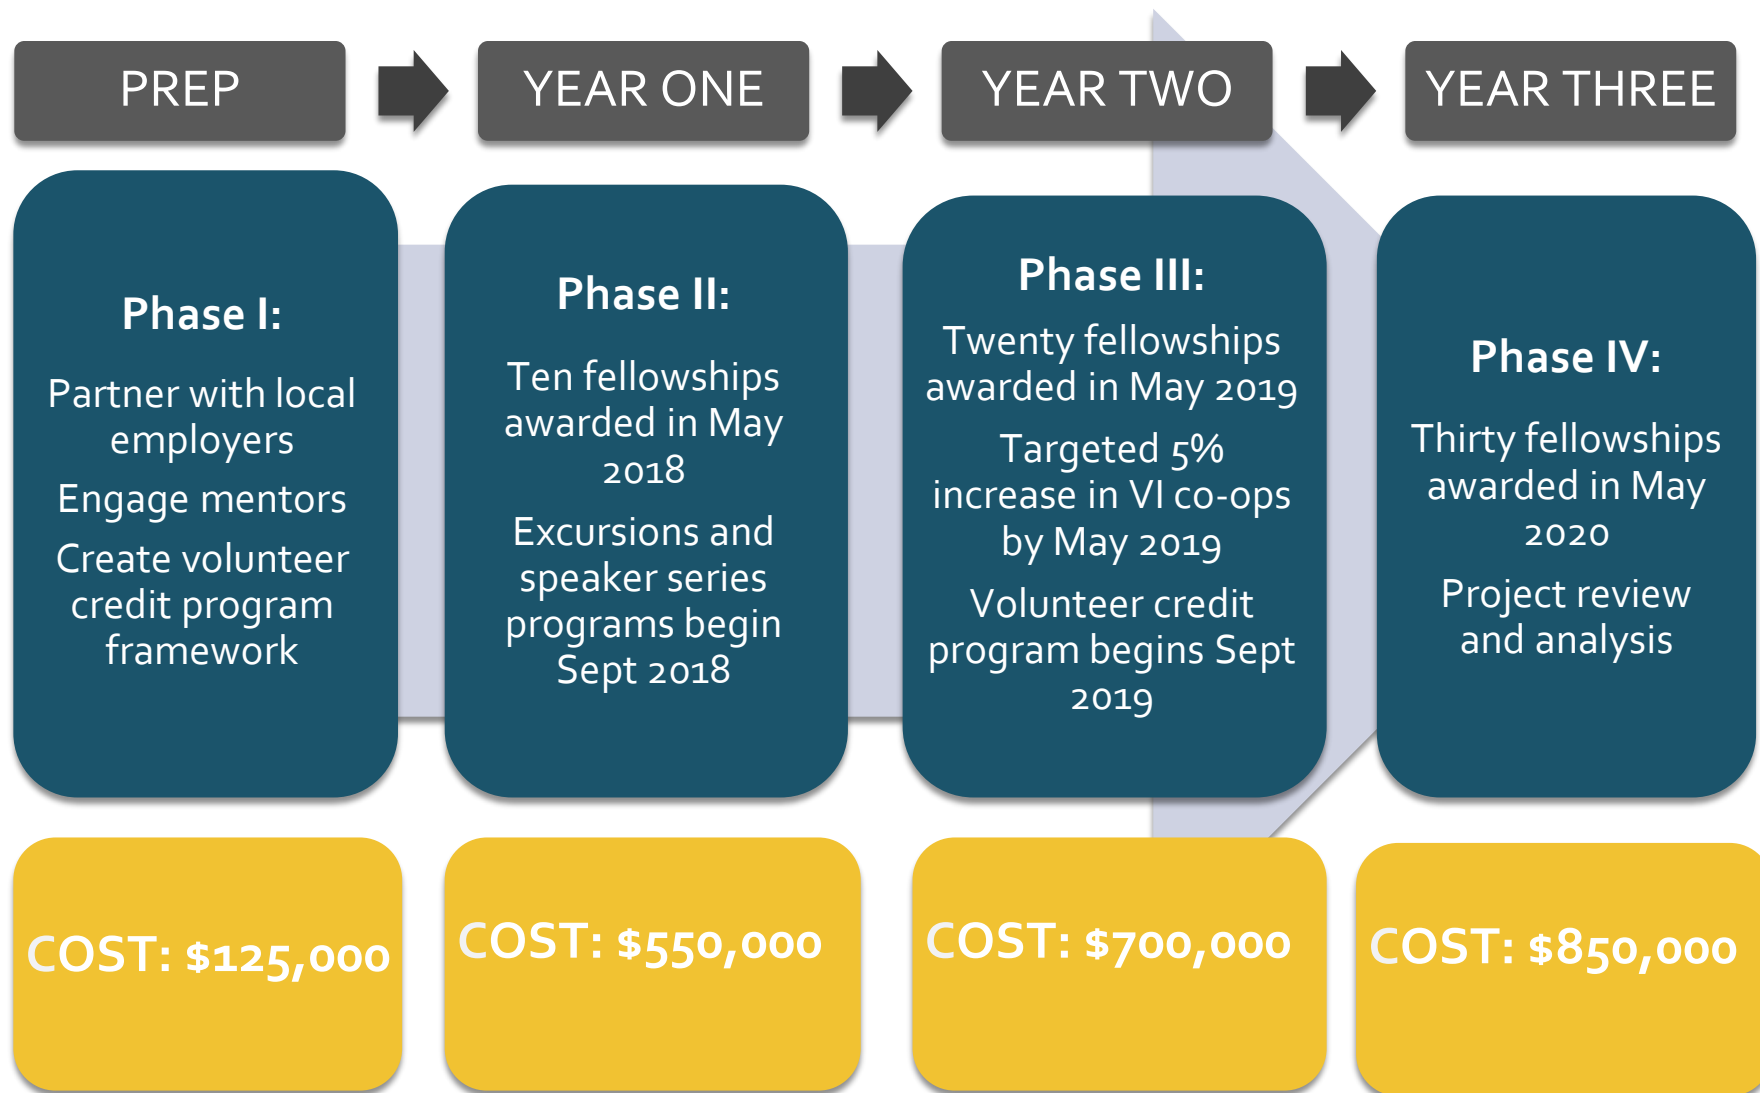 PREP
YEAR ONE
YEAR TWO
YEAR THREE
Phase I:
Partner with local
employers
Engage mentors
Create volunteer
credit program
framework
Phase II:
Ten fellowships
awarded in May
2018
Excursions and
speaker series
programs begin
Sept 2018
Phase III:
Twenty fellowships
awarded in May 2019
Targeted 5%
increase in VI co-ops
by May 2019
Volunteer credit
program begins Sept
2019
Phase IV:
Thirty fellowships
awarded in May
2020
Project review
and analysis
COST: $125,000
COST: $550,000
COST: $700,000
COST: $850,000